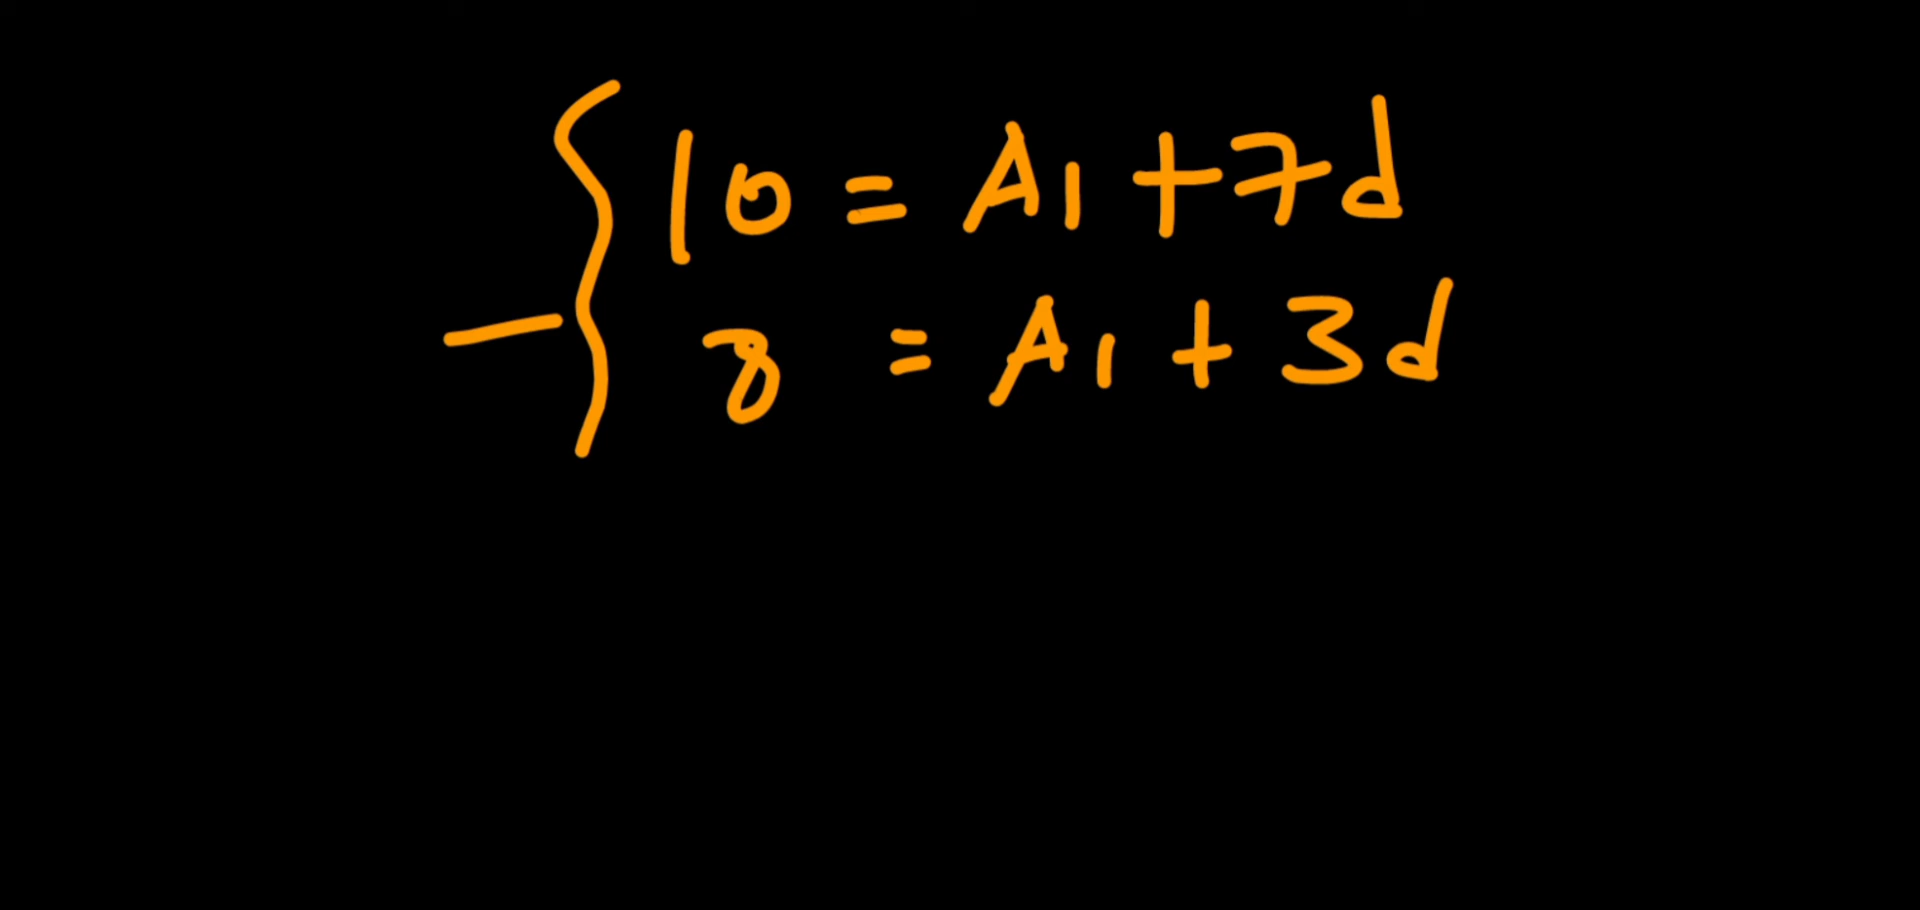 10 = A1 + 7d
8 = A1 + 3d